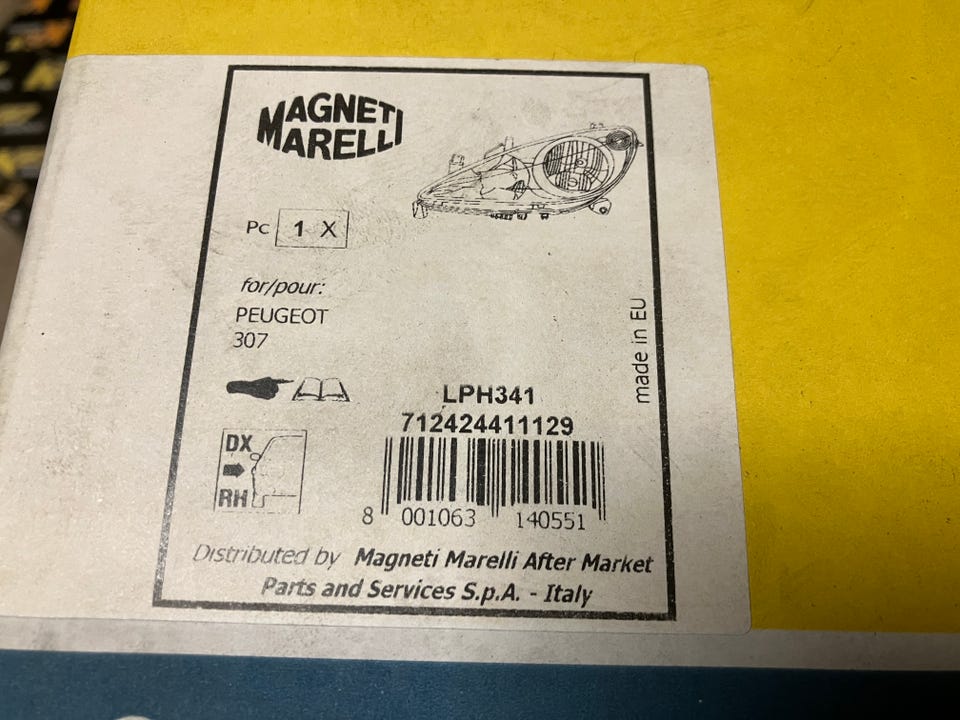 MAGNETI
MARELLI
Pc 1 X
for/pour:
PEUGEOT
307
made in EU
LPH341
712424411129
DX
RH
8 001063 140551
Distributed by Magneti Marelli After Market
Parts and Services S.p.A. - Italy